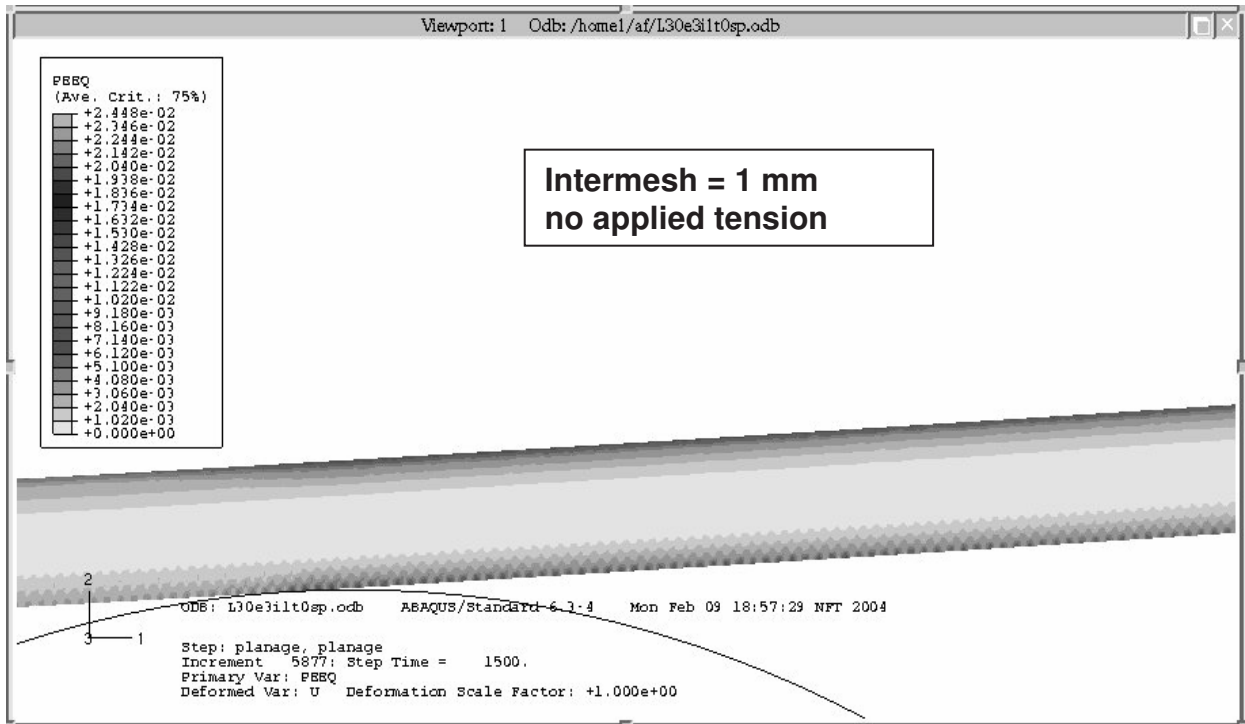 Viewport: 1 Odb: /home1/af/L30e3i1t0sp.odb
PEEQ
(Ave. Crit.: 75%)
+2.448e-02
+2.346e-02
+2.244e-02
+2.142e-02
+2.040e-02
+1.938e-02
+1.836e-02
+1.734e-02
+1.632e-02
+1.530e-02
+1.428e-02
+1.326e-02
+1.224e-02
+1.122e-02
+1.020e-02
+9.180e-03
+8.160e-03
+7.140e-03
+6.120e-03
+5.100e-03
+4.080e-03
+3.060e-03
+2.040e-03
+1.020e-03
+0.000e+00
Intermesh = 1 mm
no applied tension
2
3 1
ODB: L30e3i1t0sp.odb ABAQUS/Standard 6.3-4 Mon Feb 09 18:57:29 NFT 2004
Step: planage, planage
Increment 5877: Step Time = 1500.
Primary Var: PEEQ
Deformed Var: U Deformation Scale Factor: +1.000e+00